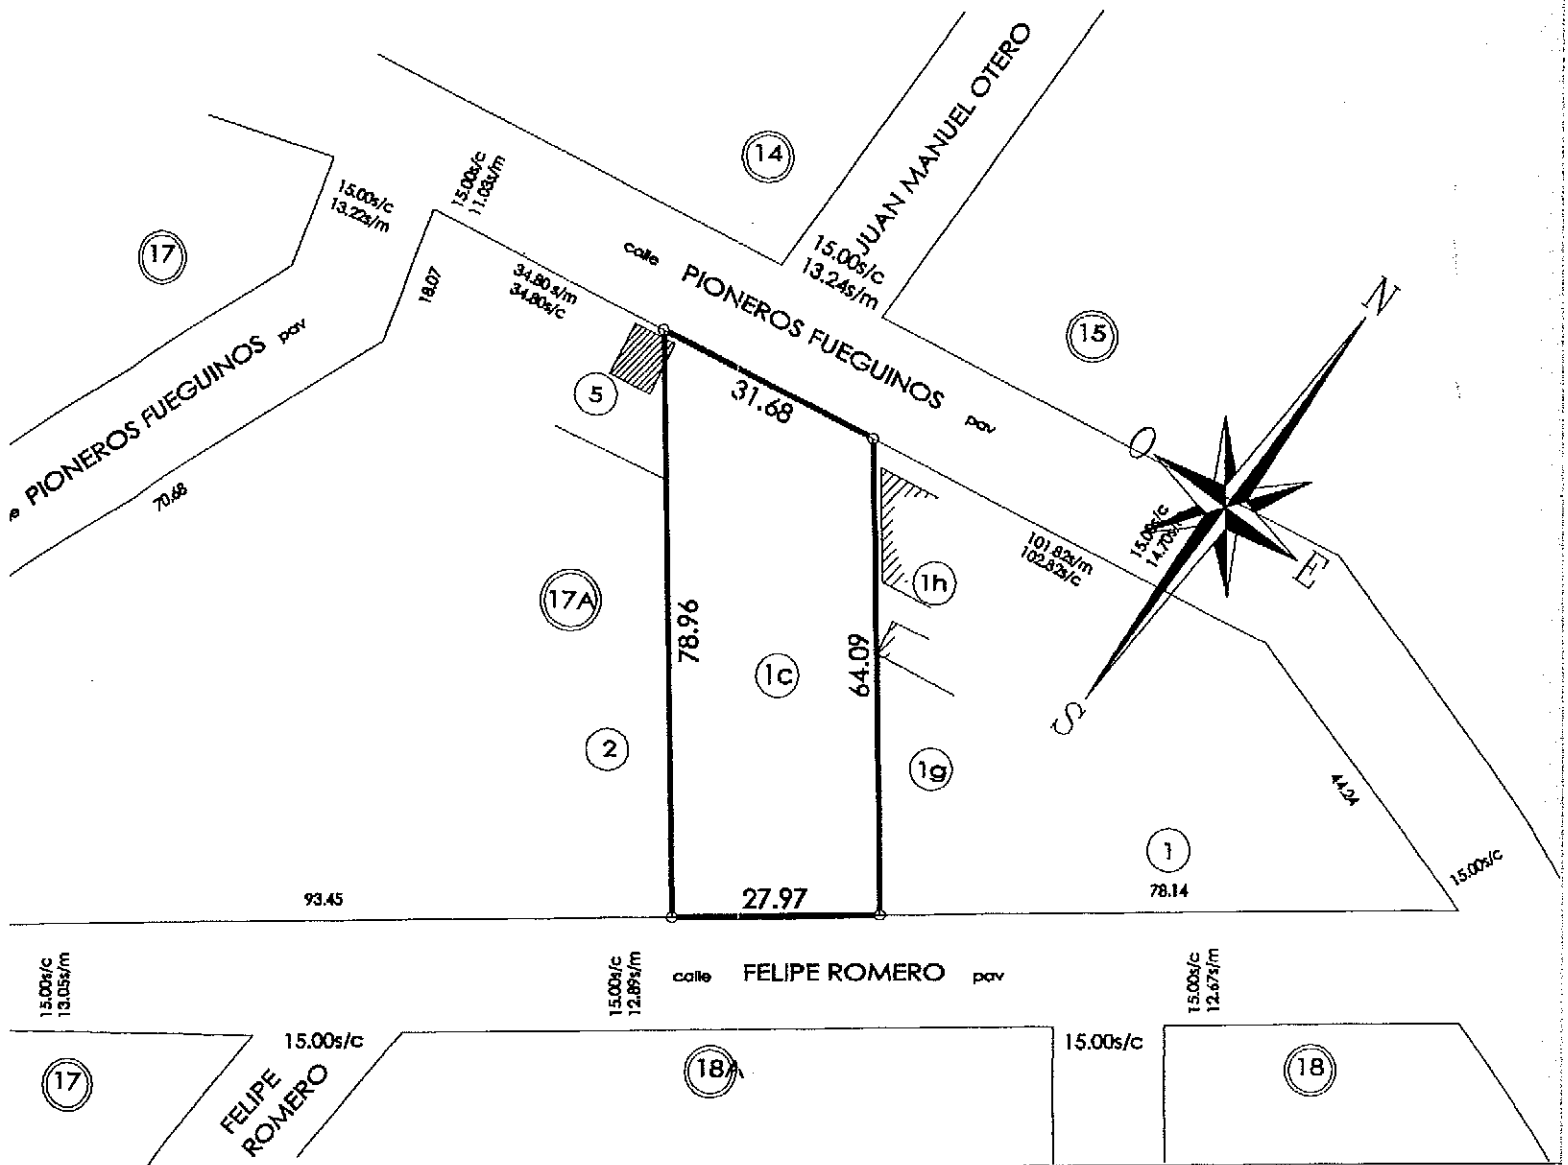 JUAN MANUEL OTERO
14
15.00s/c
11.03s/m
15.00s/c
13.22s/m
17
15.00s/c
13.24s/m
calle PIONEROS FUEGUINOS pav
34.80 s/m
34.80s/c
18.07
N
15
PIONEROS FUEGUINOS pav
5
31.68
O
70.68
15.00s/c
101.82s/m
102.82s/c
E
1h
17A
78.96
64.09
1c
S
2
1g
44.24
1
15.00s/c
93.45
27.97
78.14
15.00s/c
13.05s/m
15.00s/c
12.89s/m
calle FELIPE ROMERO pav
15.00s/c
12.67s/m
15.00s/c
15.00s/c
17
FELIPE
ROMERO
18A
18